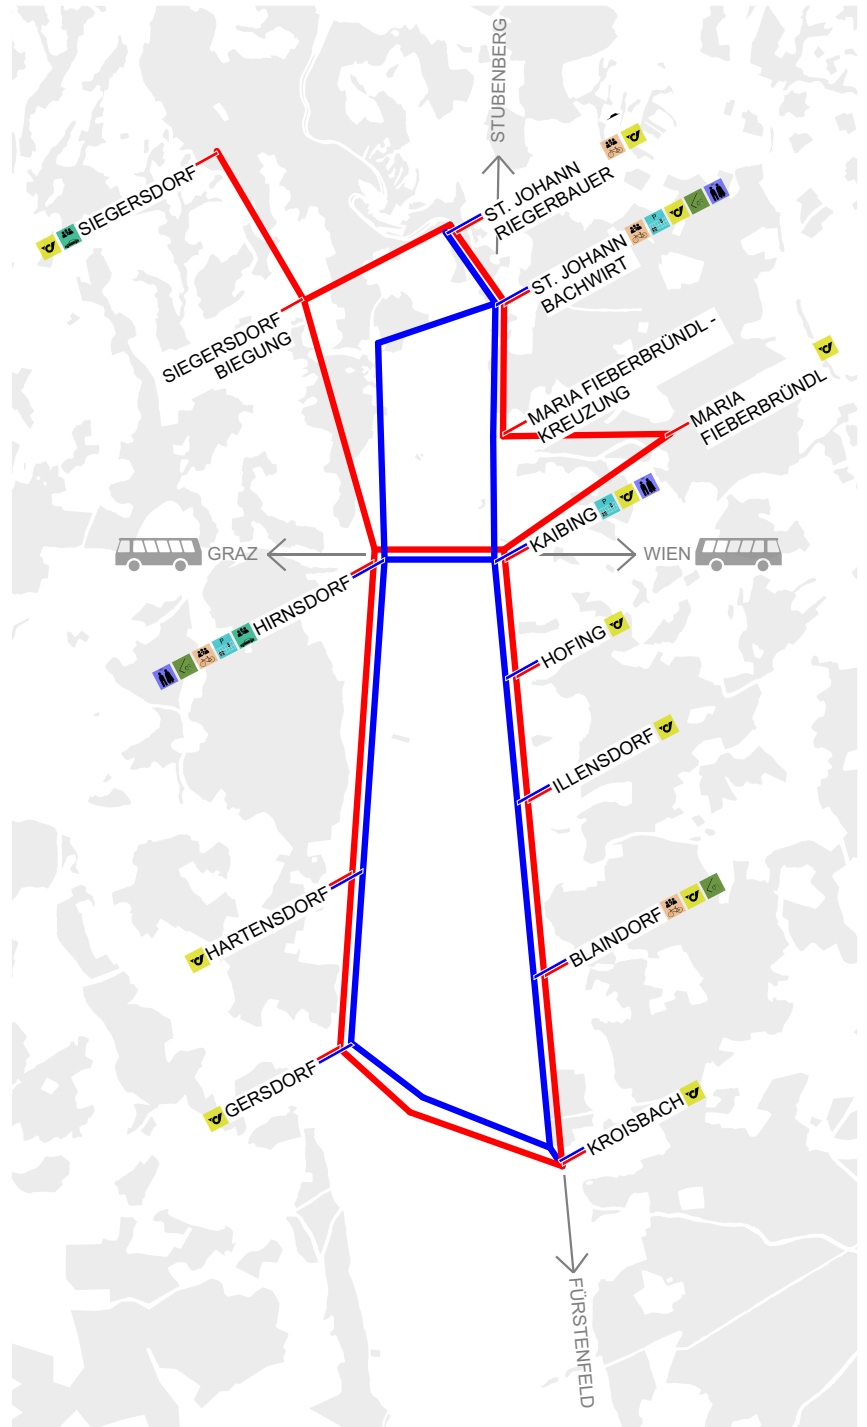 STUBENBERG
ST. JOHANN
RIEGERBAUER
SIEGERSDORF
ST. JOHANN
BACHWIRT
SIEGERSDORF
BIEGUNG
MARIA FIEBERBRÜNDL -
KREUZUNG
MARIA
FIEBERBRÜNDL
KAIBING
GRAZ
WIEN
HIRNSDORF
HOFING
ILLENSDORF
HARTENSDORF
BLAINDORF
GERSDORF
KROISBACH
FÜRSTENFELD